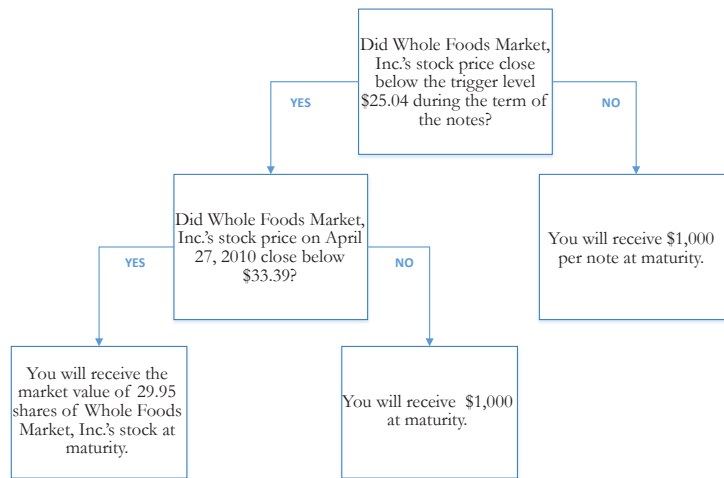 Did Whole Foods Market,
Inc.'s stock price close
below the trigger level
$25.04 during the term of
the notes?
YES
NO
Did Whole Foods Market,
Inc.'s stock price on April
27, 2010 close below
$33.39?
You will receive $1,000
per note at maturity.
YES
NO
You will receive the
market value of 29.95
shares of Whole Foods
Market, Inc.'s stock at
maturity.
You will receive $1,000
at maturity.